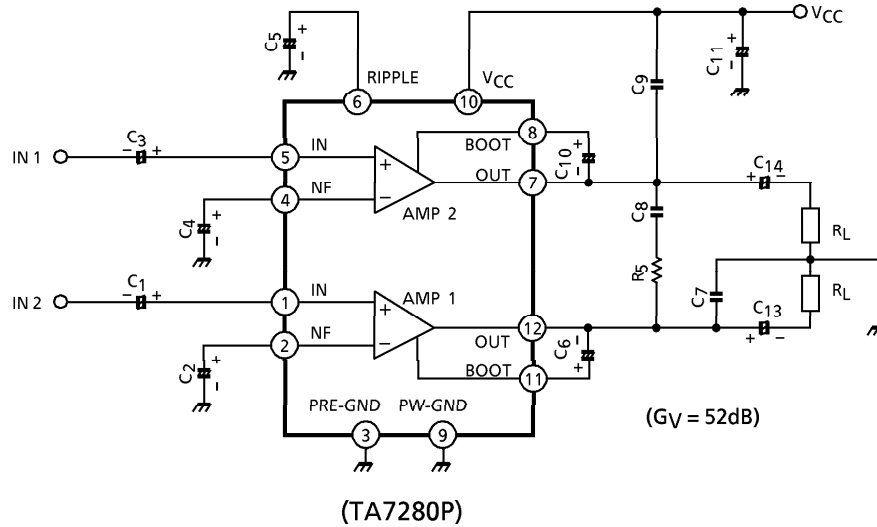 C5 + −
RIPPLE
VCC
6
10
C9
C11 + −
VCC
IN 1
− C3 +
5
IN
+
−
AMP 2
BOOT
8
C10 + −
OUT
7
4
NF
C4 + −
C8
R5
+ C14 −
RL
RL
IN 2
− C1 +
1
IN
+
−
AMP 1
OUT
12
C7
+ C13 −
2
NF
C2 + −
BOOT
11
C6 − +
PRE-GND
PW-GND
3
9
(GV = 52dB)
(TA7280P)